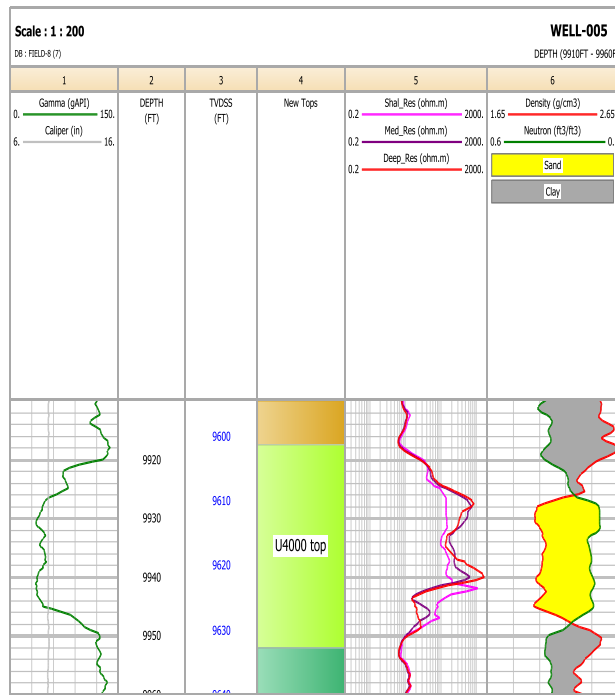 Scale : 1 : 200
WELL-005
DB : FIELD-8 (7)
DEPTH (9910FT - 9960F
1 2 3 4 5 6
Gamma (gAPI)
0. 150.
Caliper (in)
6. 16.
DEPTH
(FT)
TVDSS
(FT)
New Tops
Shal_Res (ohm.m)
0.2 2000.
Med_Res (ohm.m)
0.2 2000.
Deep_Res (ohm.m)
0.2 2000.
Density (g/cm3)
1.65 2.65
Neutron (ft3/ft3)
0.6 0.
Sand
Clay
9600
9920
9610
9930
U4000 top
9620
9940
9630
9950